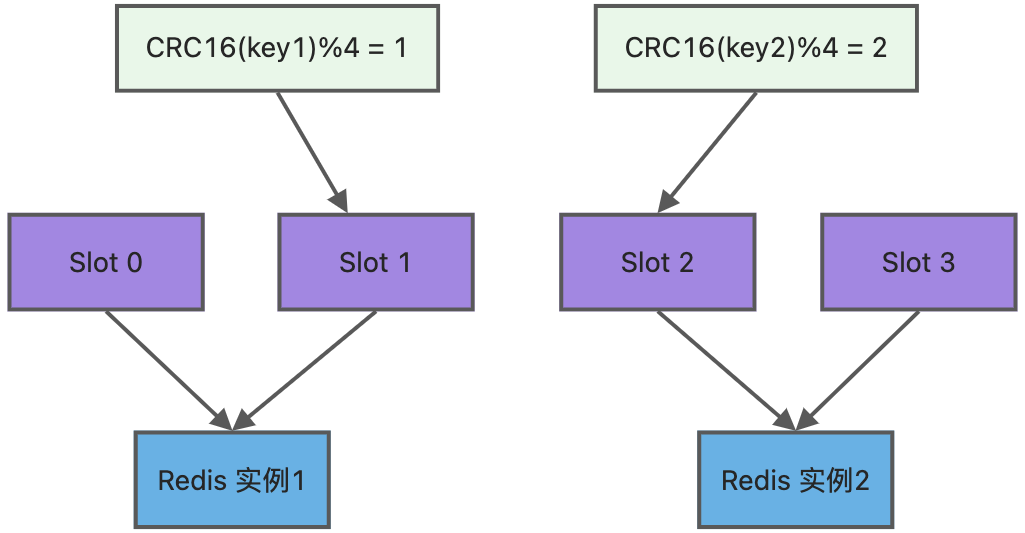 CRC16(key1)%4 = 1
CRC16(key2)%4 = 2
Slot 0
Slot 1
Slot 2
Slot 3
Redis 实例1
Redis 实例2